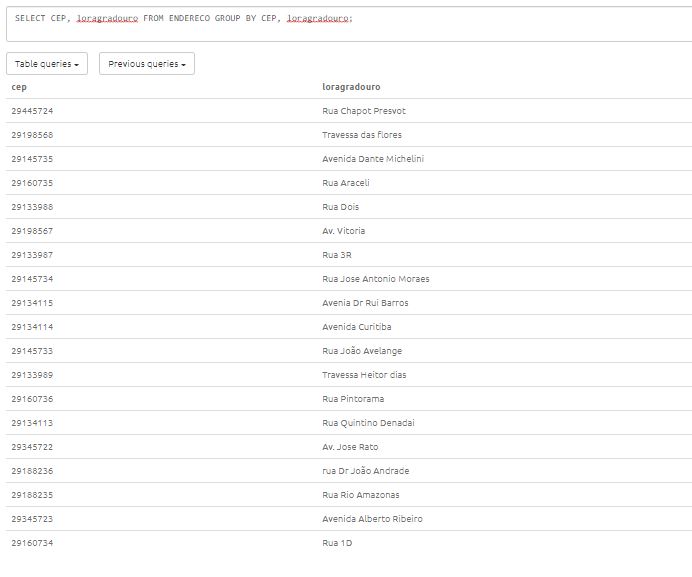 SELECT CEP, loragradouro FROM ENDERECO GROUP BY CEP, loragradouro;
Table queries Previous queries
cep loragradouro
29445724 Rua Chapot Presvot
29198568 Travessa das flores
29145735 Avenida Dante Michelini
29160735 Rua Araceli
29133988 Rua Dois
29198567 Av. Vitoria
29133987 Rua 3R
29145734 Rua Jose Antonio Moraes
29134115 Avenia Dr Rui Barros
29134114 Avenida Curitiba
29145733 Rua João Avelange
29133989 Travessa Heitor dias
29160736 Rua Pintorama
29134113 Rua Quintino Denadai
29345722 Av. Jose Rato
29188236 rua Dr João Andrade
29188235 Rua Rio Amazonas
29345723 Avenida Alberto Ribeiro
29160734 Rua 1D